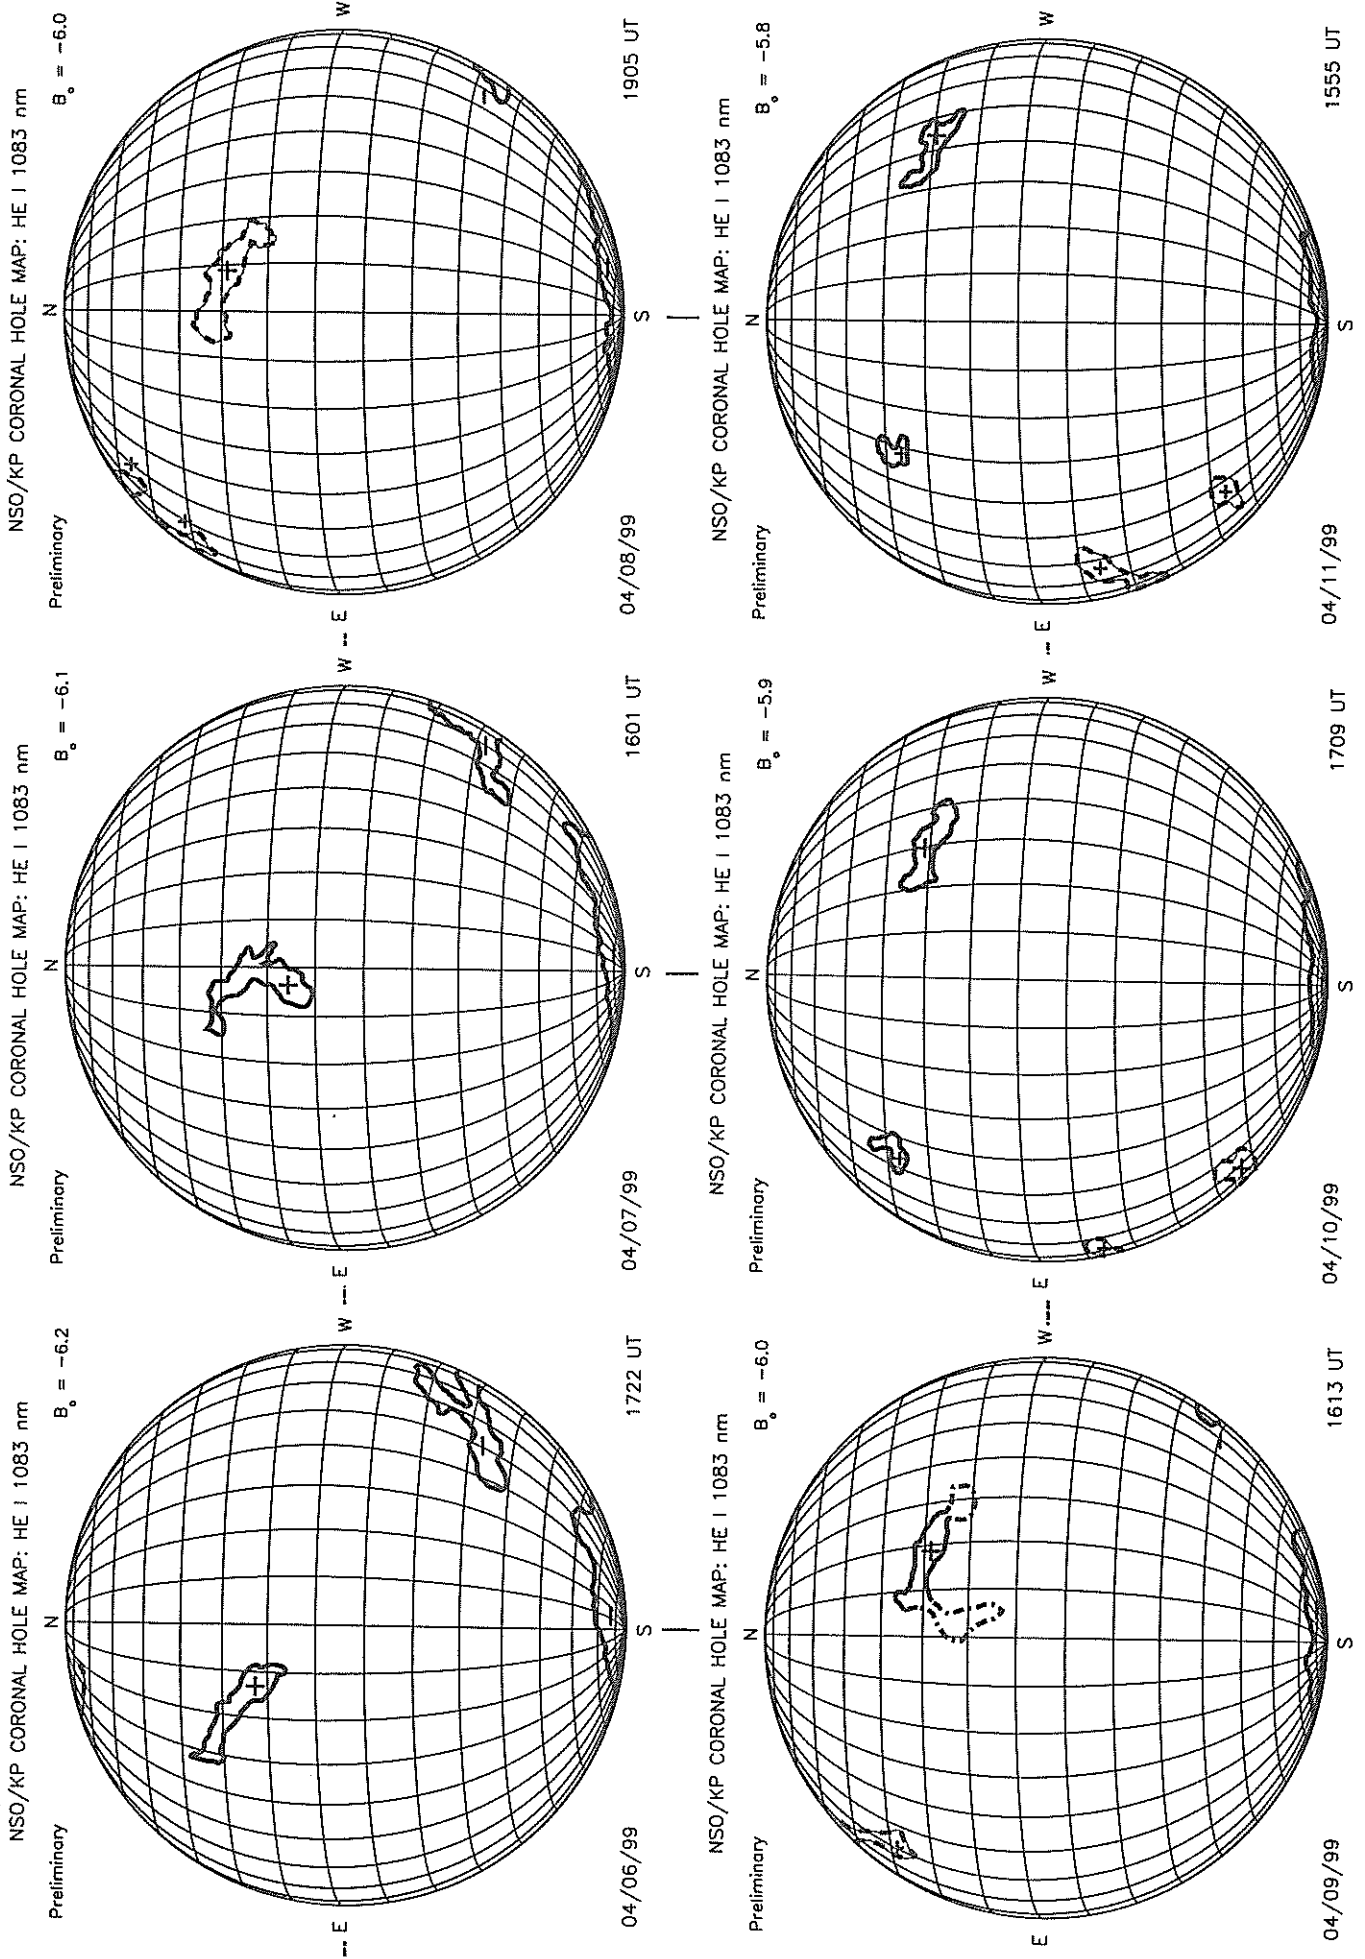 NSO/KP CORONAL HOLE MAP: HE I 1083 nm
Preliminary
B₀ = -6.2
N
E
W
S
04/06/99
1722 UT
NSO/KP CORONAL HOLE MAP: HE I 1083 nm
Preliminary
B₀ = -6.1
N
E
W
S
04/07/99
1601 UT
NSO/KP CORONAL HOLE MAP: HE I 1083 nm
Preliminary
B₀ = -6.0
N
E
W
S
04/08/99
1905 UT
NSO/KP CORONAL HOLE MAP: HE I 1083 nm
Preliminary
B₀ = -6.0
N
E
W
S
04/09/99
1613 UT
NSO/KP CORONAL HOLE MAP: HE I 1083 nm
Preliminary
B₀ = -5.9
N
E
W
S
04/10/99
1709 UT
NSO/KP CORONAL HOLE MAP: HE I 1083 nm
Preliminary
B₀ = -5.8
N
E
W
S
04/11/99
1555 UT